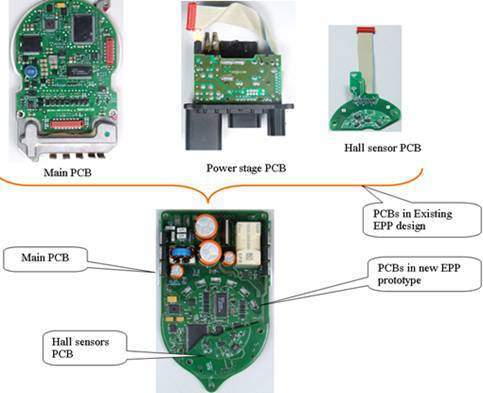 Main PCB
Power stage PCB
Hall sensor PCB
PCBs in Existing
EPP design
Main PCB
PCBs in new EPP
prototype
Hall sensors
PCB